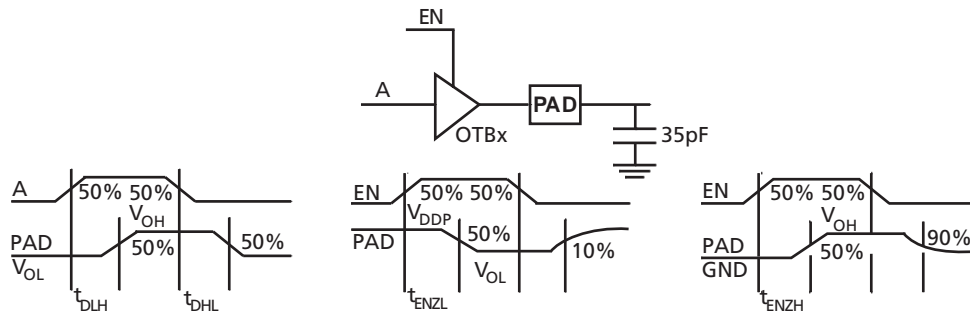 EN
A
PAD
OTBx
35pF
A
50% 50%
V_OH
PAD
50%
50%
V_OL
t_DLH
t_DHL
EN
50% 50%
V_DDP
PAD
50%
10%
V_OL
t_ENZL
EN
50% 50%
V_OH
PAD
50%
90%
GND
t_ENZH